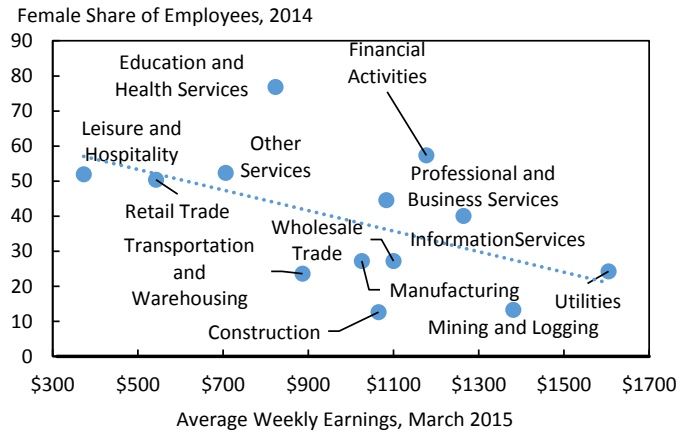 Female Share of Employees, 2014
90
80
70
60
50
40
30
20
10
0
Education and
Health Services
Financial
Activities
Leisure and
Hospitality
Other
Services
Professional and
Business Services
Retail Trade
Wholesale
Trade
InformationServices
Transportation
and
Warehousing
Manufacturing
Utilities
Construction
Mining and Logging
$300 $500 $700 $900 $1100 $1300 $1500 $1700
Average Weekly Earnings, March 2015